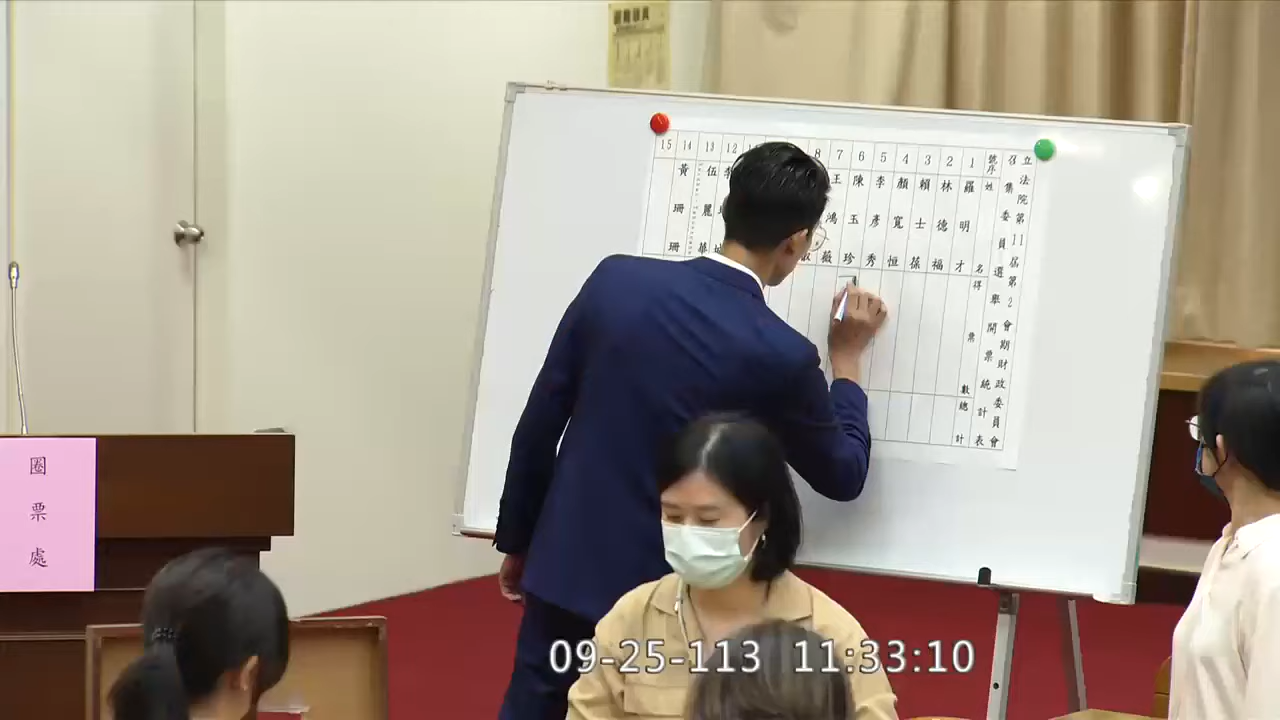 立法院第11屆第2會期財政委員會
召集委員選舉開票統計表
號序 1 2 3 4 5 6 7 8 12 13 14 15
姓名
羅明才
林德福
賴士葆
顏寬恒
李彥秀
陳玉珍
王鴻薇
伍麗華
黃珊珊
得票數
總計
圈票處
09-25-113 11:33:10